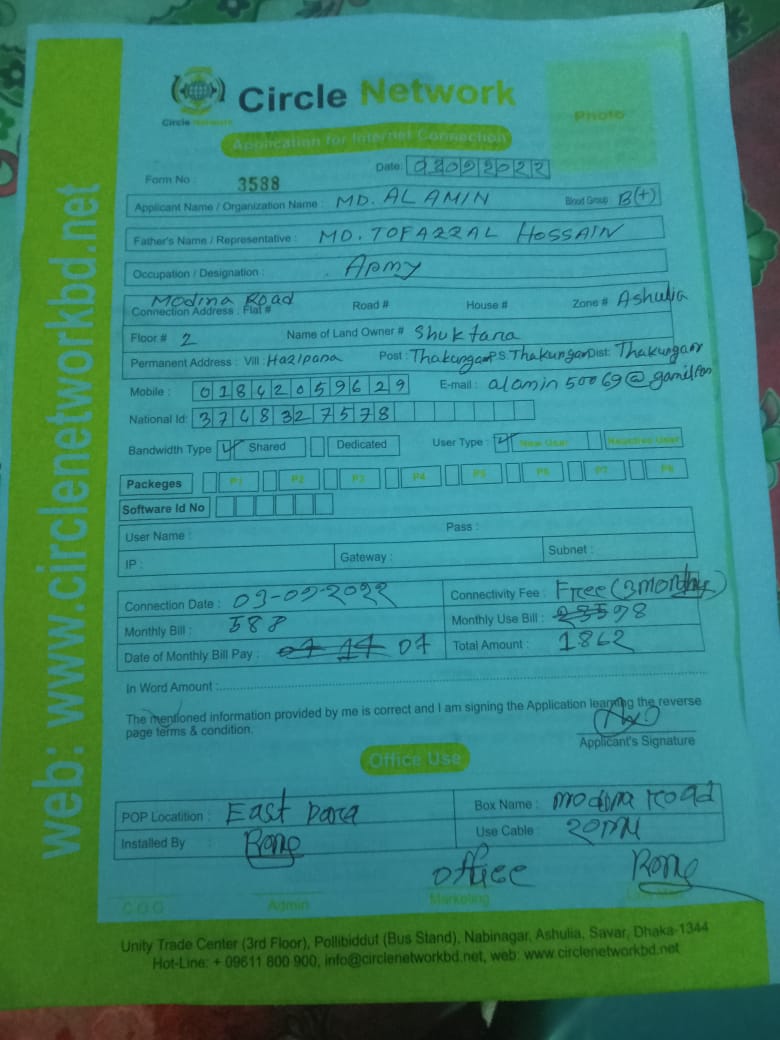 Circle Network
Circle Network
Application for Internet Connection
Photo
Date:
Form No 3588
Applicant Name / Organization Name : MD. AL AMIN Blood Group B(+)
Father's Name / Representative : MD. TOFAZZAL HOSSAIN
Occupation / Designation : Army
Modina Road
Connection Address : Flat # Road # House # Zone # Ashulia
Floor # 2 Name of Land Owner # Shuktara
Permanent Address : Vill : Hazipara Post : Thakurgaon P.S. Thakurgaon Dist: Thakurgaon
Mobile : 01842059629 E-mail : alamin50069@gamil.com
National Id: 3748327578
Bandwidth Type Shared Dedicated User Type : New User
Packeges P1 P2 P3 P4 P5 P6 P7 P8
Software Id No
User Name : Pass :
IP : Gateway : Subnet :
Connection Date : 03-09-2022 Connectivity Fee : Free (3 monthy)
Monthly Bill : 588 Monthly Use Bill : 98
Date of Monthly Bill Pay : 07 Total Amount : 1862
In Word Amount :
The mentioned information provided by me is correct and I am signing the Application learning the reverse
page terms & condition.
Applicant's Signature
Office Use
POP Locatition : East para Box Name : modina road
Installed By : Use Cable : 20
office
C.O.O Admin Marketing
Unity Trade Center (3rd Floor), Pollibiddut (Bus Stand), Nabinagar, Ashulia, Savar, Dhaka-1344
Hot-Line: + 09611 800 900, info@circlenetworkbd.net, web: www.circlenetworkbd.net
web: www.circlenetworkbd.net